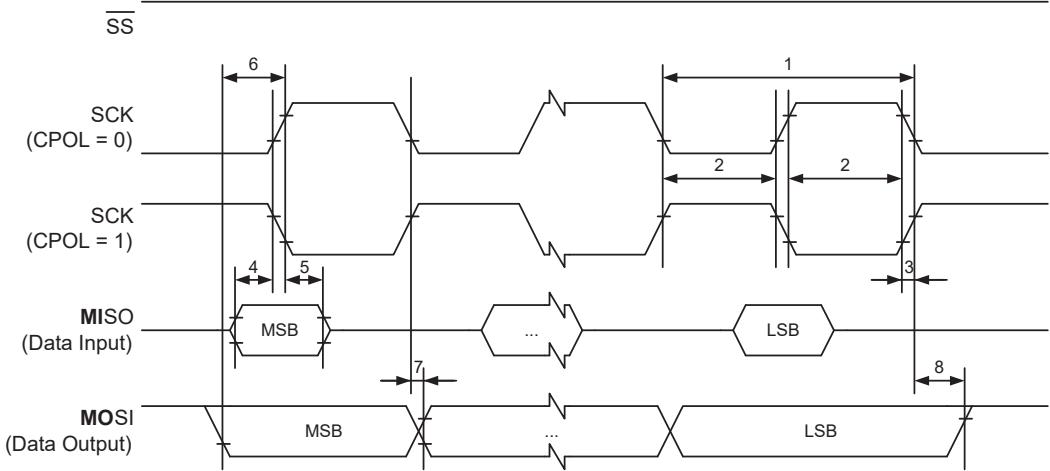 SS
6
1
SCK
(CPOL = 0)
2
2
SCK
(CPOL = 1)
4
5
3
MISO
(Data Input)
MSB
...
LSB
7
8
MOSI
(Data Output)
MSB
...
LSB